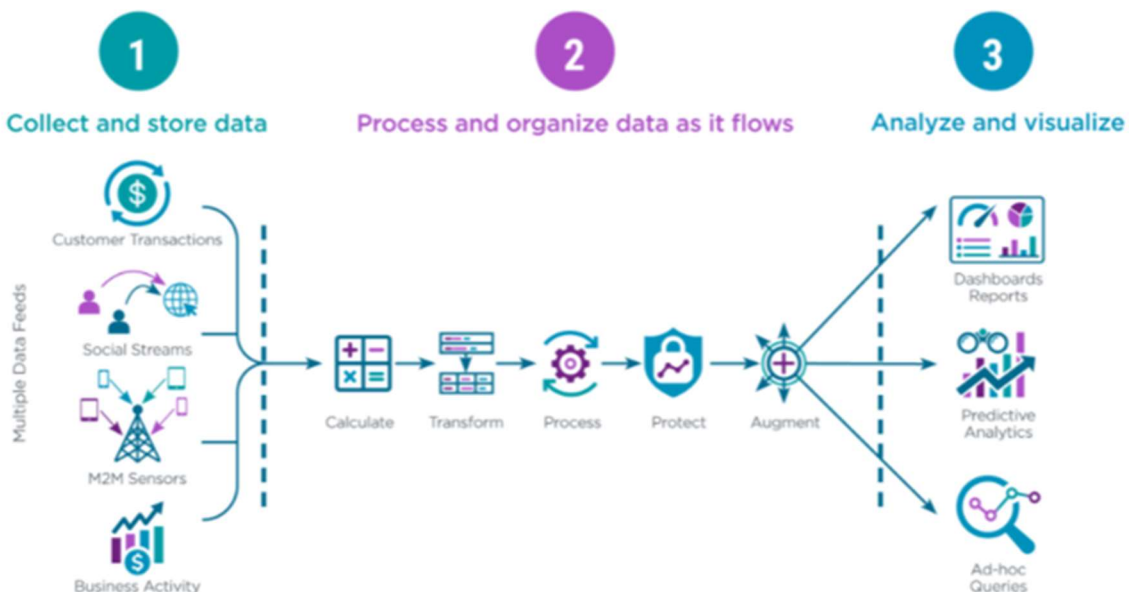 1
2
3
Collect and store data
Process and organize data as it flows
Analyze and visualize
Multiple Data Feeds
Customer Transactions
Social Streams
M2M Sensors
Business Activity
Calculate
Transform
Process
Protect
Augment
Dashboards
Reports
Predictive
Analytics
Ad-hoc
Queries